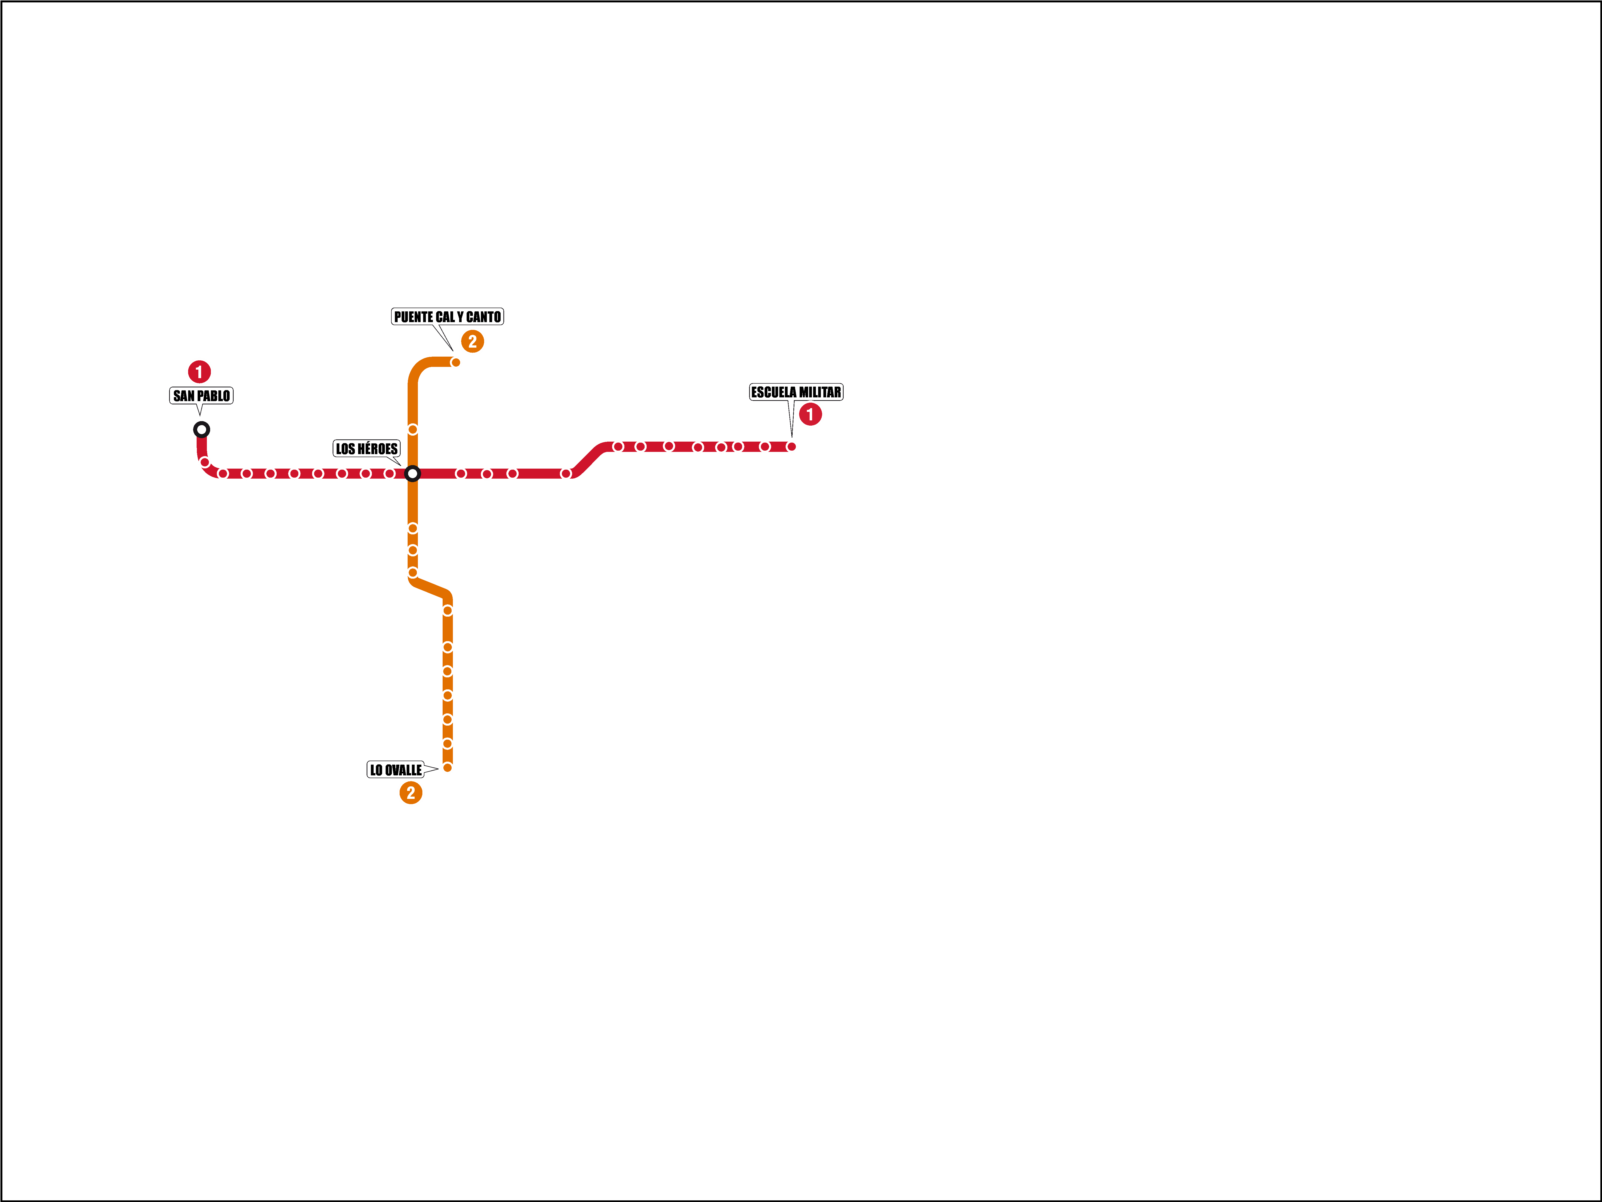 PUENTE CAL Y CANTO
2
1
SAN PABLO
ESCUELA MILITAR
1
LOS HÉROES
LO OVALLE
2